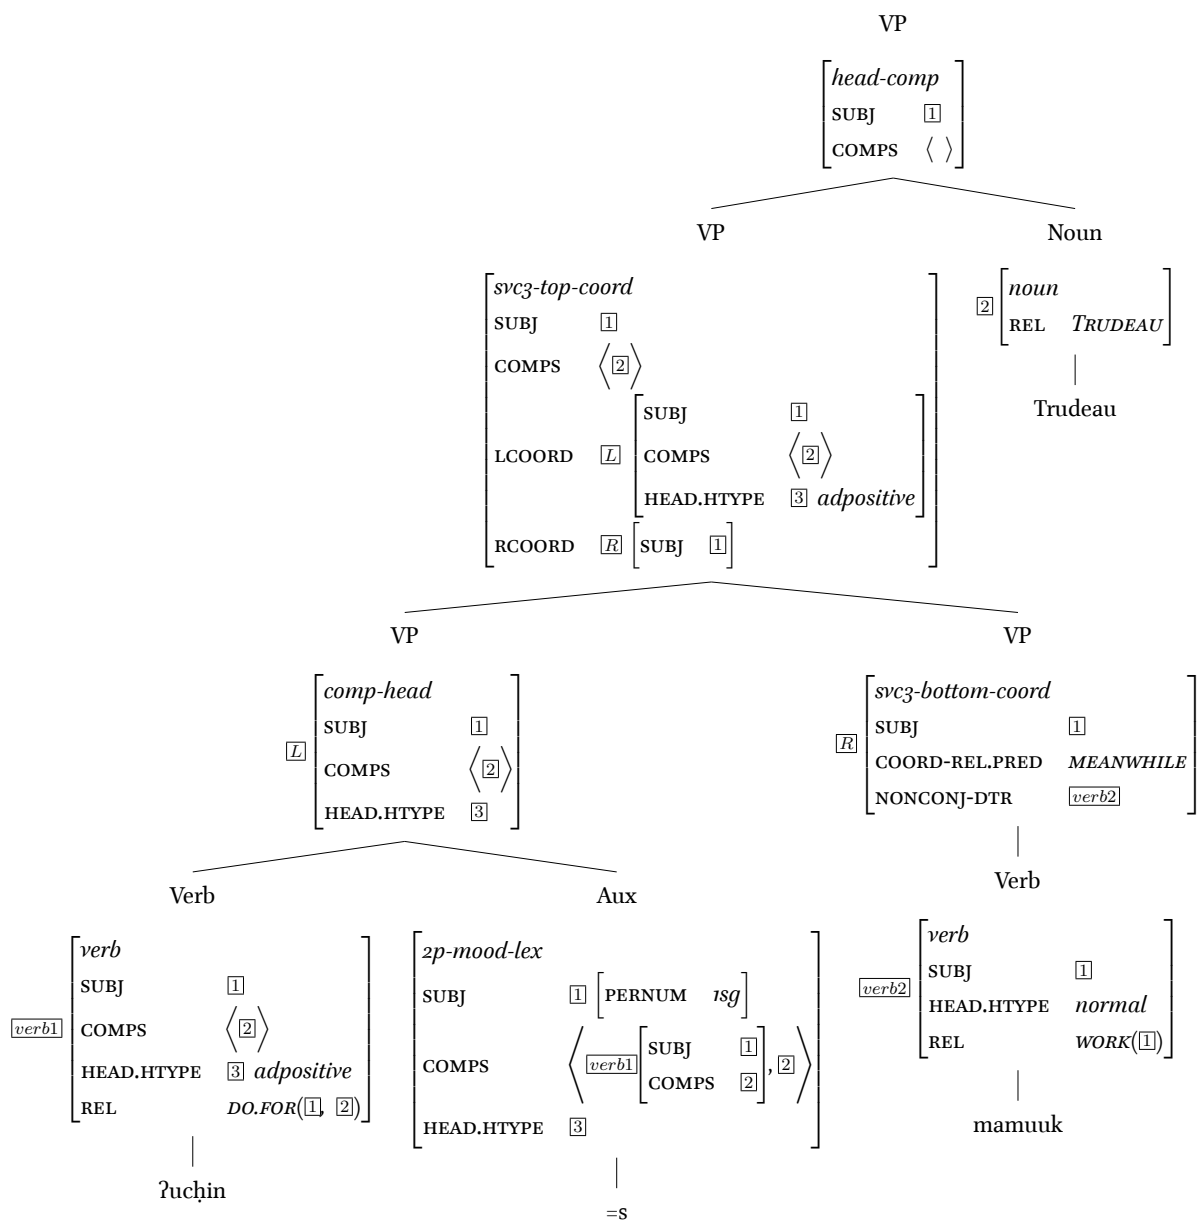 VP
head-comp
SUBJ 1
COMPS ⟨ ⟩
VP Noun
svc3-top-coord
SUBJ 1
COMPS ⟨2⟩
LCOORD L
SUBJ 1
COMPS ⟨2⟩
HEAD.HTYPE 3 adpositive
RCOORD R SUBJ 1
2
noun
REL TRUDEAU
Trudeau
VP VP
L
comp-head
SUBJ 1
COMPS ⟨2⟩
HEAD.HTYPE 3
R
svc3-bottom-coord
SUBJ 1
COORD-REL.PRED MEANWHILE
NONCONJ-DTR verb2
Verb Aux Verb
verb1
verb
SUBJ 1
COMPS ⟨2⟩
HEAD.HTYPE 3 adpositive
REL DO.FOR(1, 2)
ʔuc̣ḥin
2p-mood-lex
SUBJ 1 PERNUM 1sg
COMPS ⟨verb1 SUBJ 1 COMPS 2, 2⟩
HEAD.HTYPE 3
=s
verb2
verb
SUBJ 1
HEAD.HTYPE normal
REL WORK(1)
mamuuk